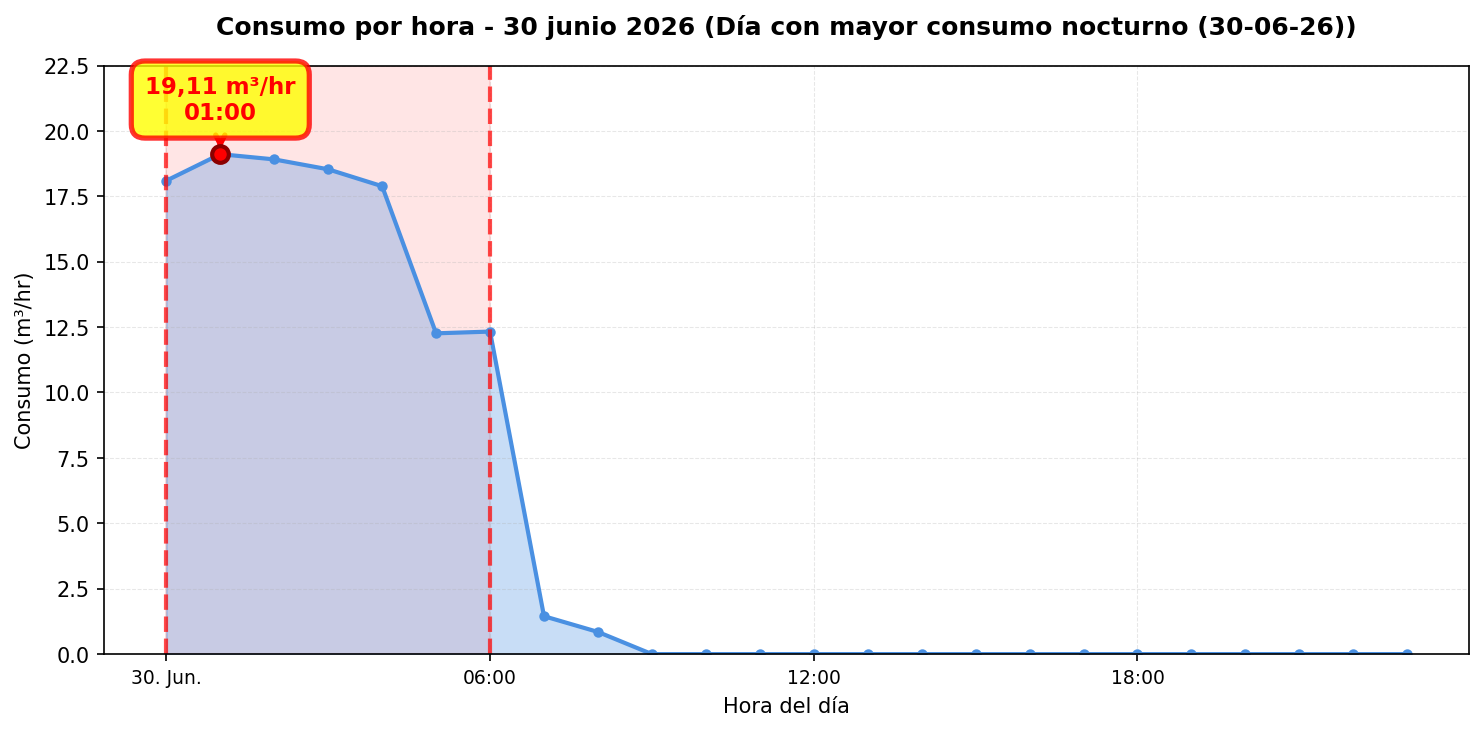 Consumo por hora - 30 junio 2026 (Día con mayor consumo nocturno (30-06-26))
19,11 m³/hr
01:00
Consumo (m³/hr)
22.5
20.0
17.5
15.0
12.5
10.0
7.5
5.0
2.5
0.0
30. Jun.
06:00
12:00
18:00
Hora del día